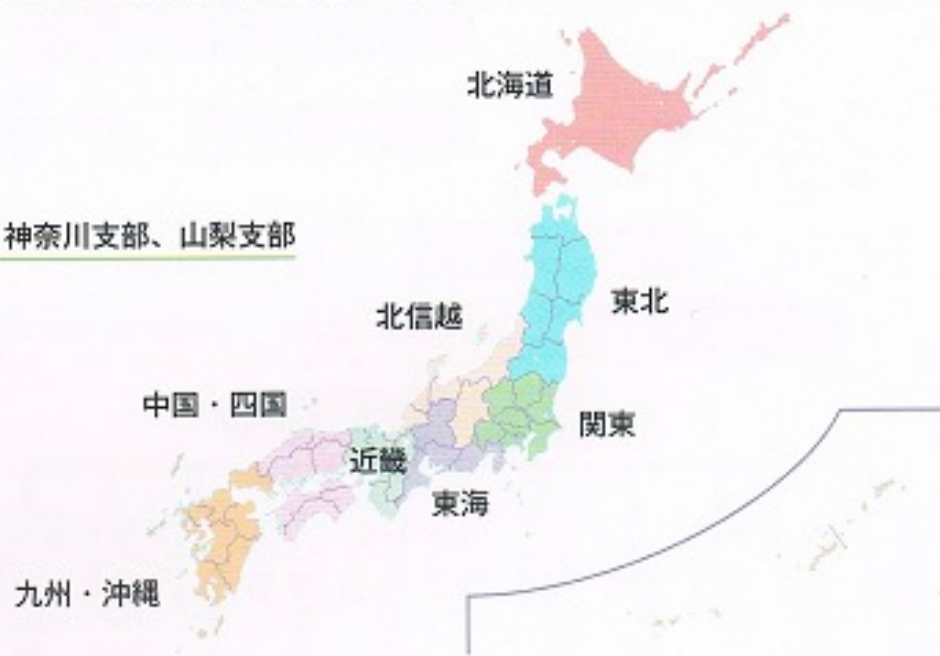 北海道
神奈川支部、山梨支部
東北
北信越
中国・四国
関東
近畿
東海
九州・沖縄